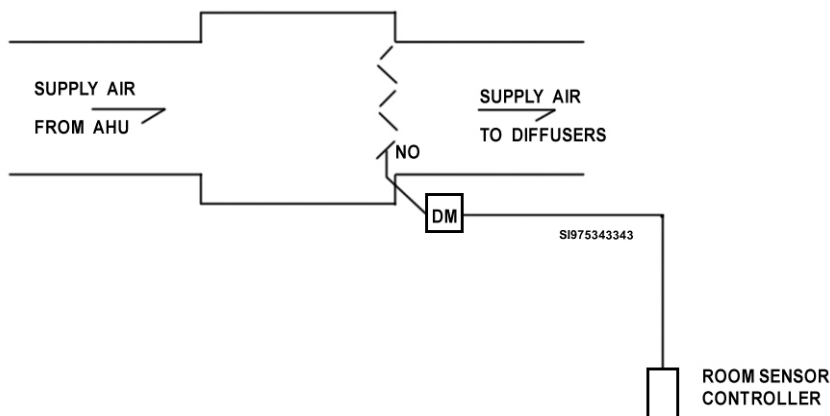 SUPPLY AIR
FROM AHU
SUPPLY AIR
TO DIFFUSERS
NO
DM
SI975343343
ROOM SENSOR
CONTROLLER